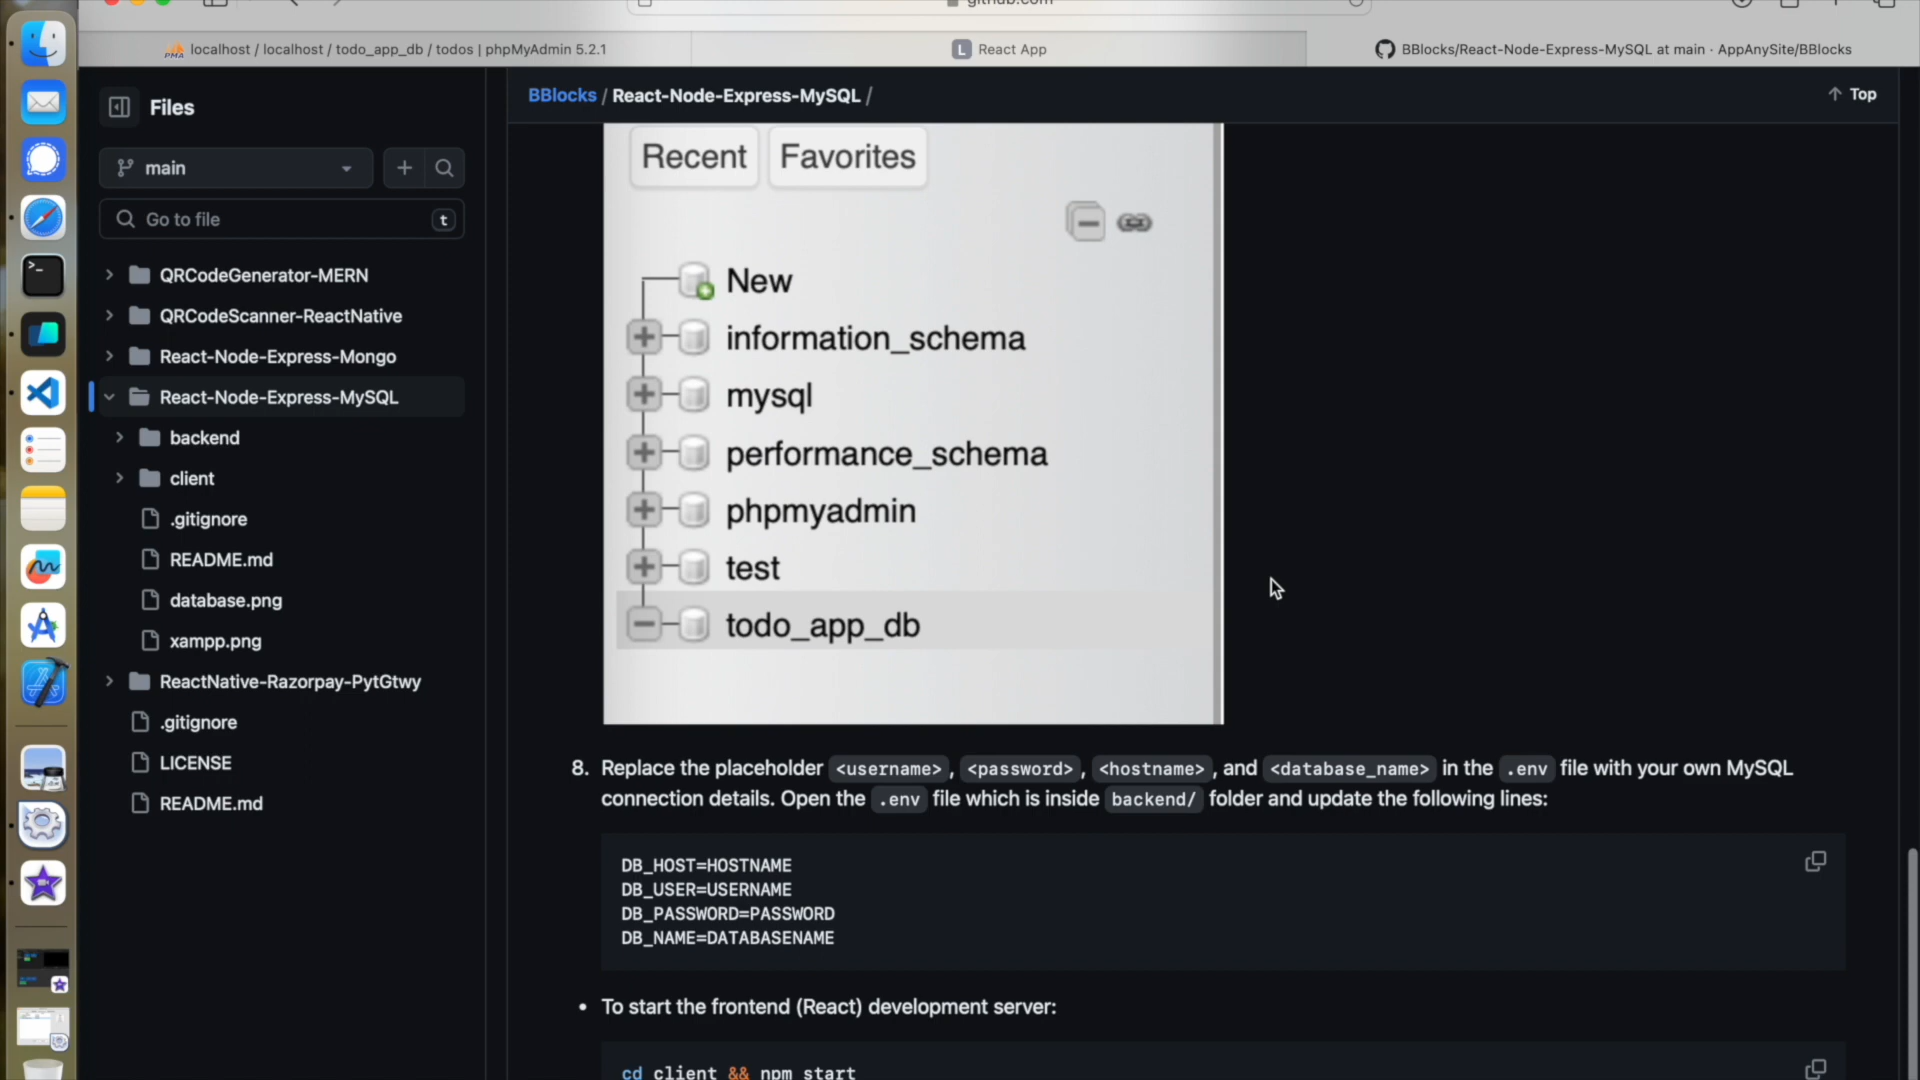 github.com
localhost / localhost / todo_app_db / todos | phpMyAdmin 5.2.1
React App
BBlocks/React-Node-Express-MySQL at main · AppAnySite/BBlocks
Files
BBlocks / React-Node-Express-MySQL /
Top
main
Go to file
t
QRCodeGenerator-MERN
QRCodeScanner-ReactNative
React-Node-Express-Mongo
React-Node-Express-MySQL
backend
client
.gitignore
README.md
database.png
xampp.png
ReactNative-Razorpay-PytGtwy
.gitignore
LICENSE
README.md
Recent Favorites
New
information_schema
mysql
performance_schema
phpmyadmin
test
todo_app_db
8. Replace the placeholder <username>, <password>, <hostname>, and <database_name> in the .env file with your own MySQL
connection details. Open the .env file which is inside backend/ folder and update the following lines:
DB_HOST=HOSTNAME
DB_USER=USERNAME
DB_PASSWORD=PASSWORD
DB_NAME=DATABASENAME
• To start the frontend (React) development server:
cd client && npm start